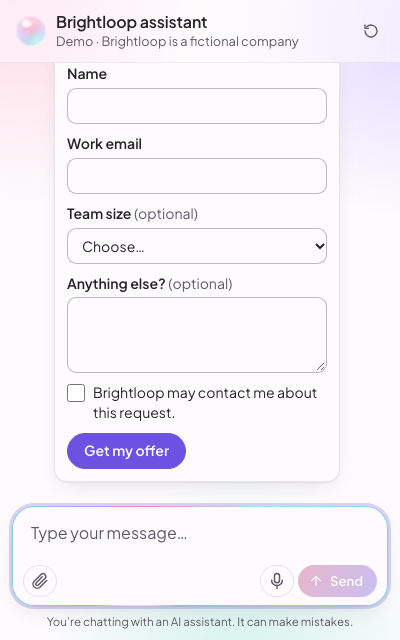 Brightloop assistant
Demo · Brightloop is a fictional company
Name
Work email
Team size (optional)
Choose…
Anything else? (optional)
Brightloop may contact me about
this request.
Get my offer
Type your message…
Send
You're chatting with an AI assistant. It can make mistakes.